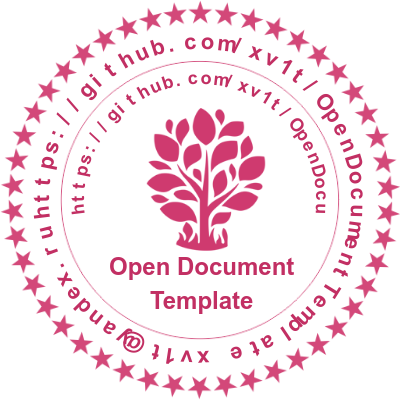 https://github.com/xv1t/OpenDocumentTemplate xv1t@yandex.ru
https://github.com/xv1t/OpenDocu
Open Document
Template